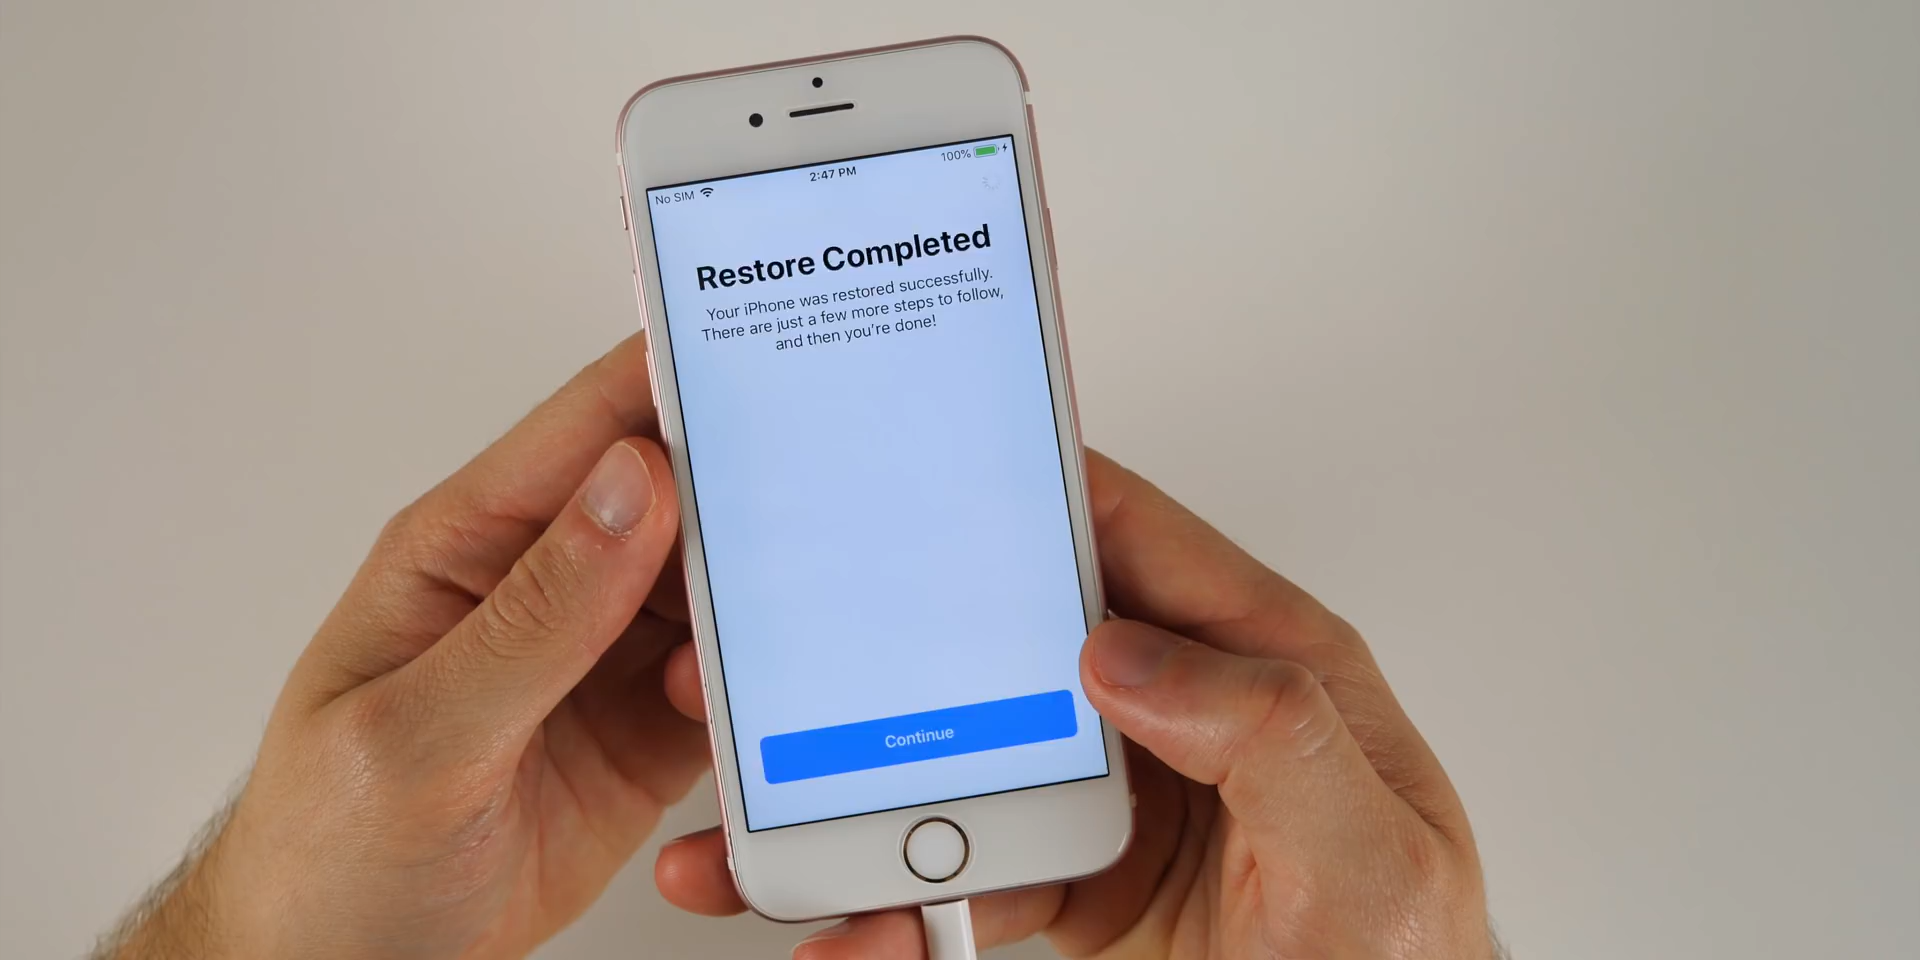 No SIM
2:47 PM
100%
Restore Completed
Your iPhone was restored successfully.
There are just a few more steps to follow,
and then you're done!
Continue